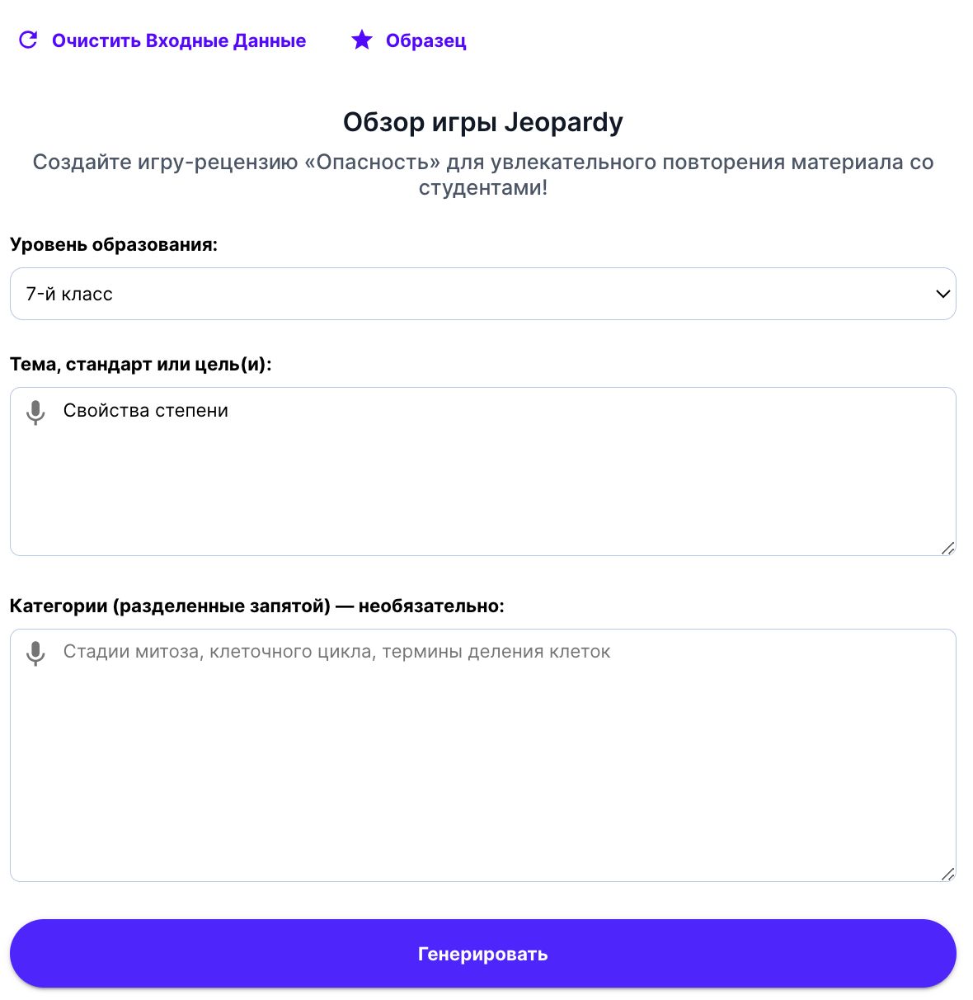 Очистить Входные Данные
Образец
Обзор игры Jeopardy
Создайте игру-рецензию «Опасность» для увлекательного повторения материала со
студентами!
Уровень образования:
7-й класс
Тема, стандарт или цель(и):
Свойства степени
Категории (разделенные запятой) — необязательно:
Стадии митоза, клеточного цикла, термины деления клеток
Генерировать